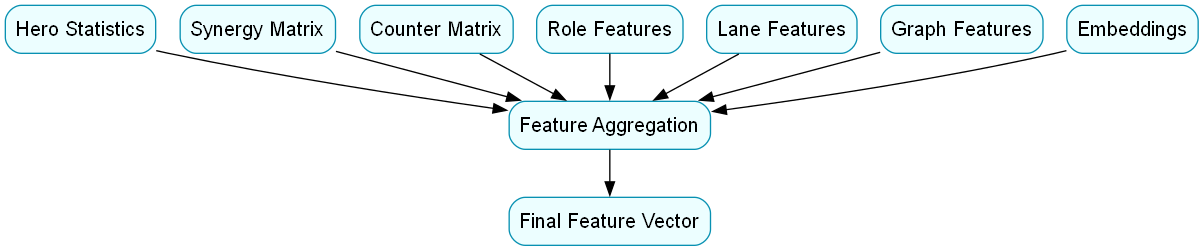 Hero Statistics
Synergy Matrix
Counter Matrix
Role Features
Lane Features
Graph Features
Embeddings
Feature Aggregation
Final Feature Vector